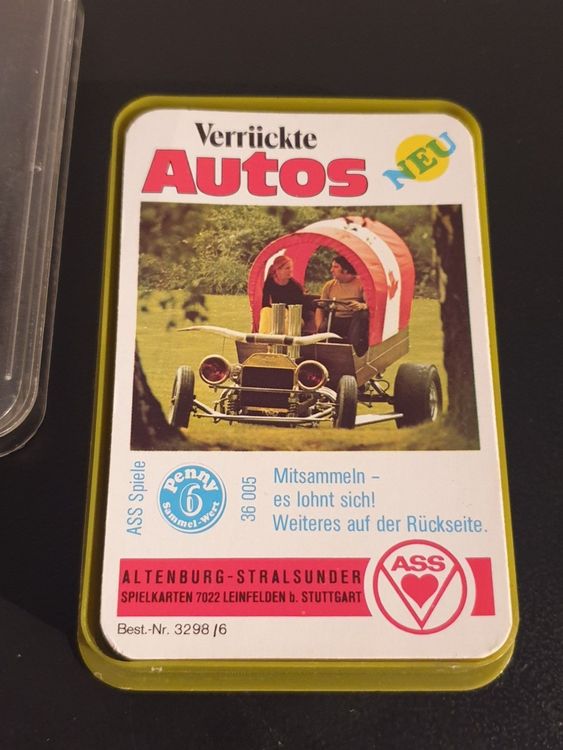 Verrückte
Autos
NEU
ASS Spiele
Penny
6
Sammel-Wert
36 005
Mitsammeln –
es lohnt sich!
Weiteres auf der Rückseite.
ALTENBURG-STRALSUNDER
SPIELKARTEN 7022 LEINFELDEN b. STUTTGART
ASS
Best.-Nr. 3298/6